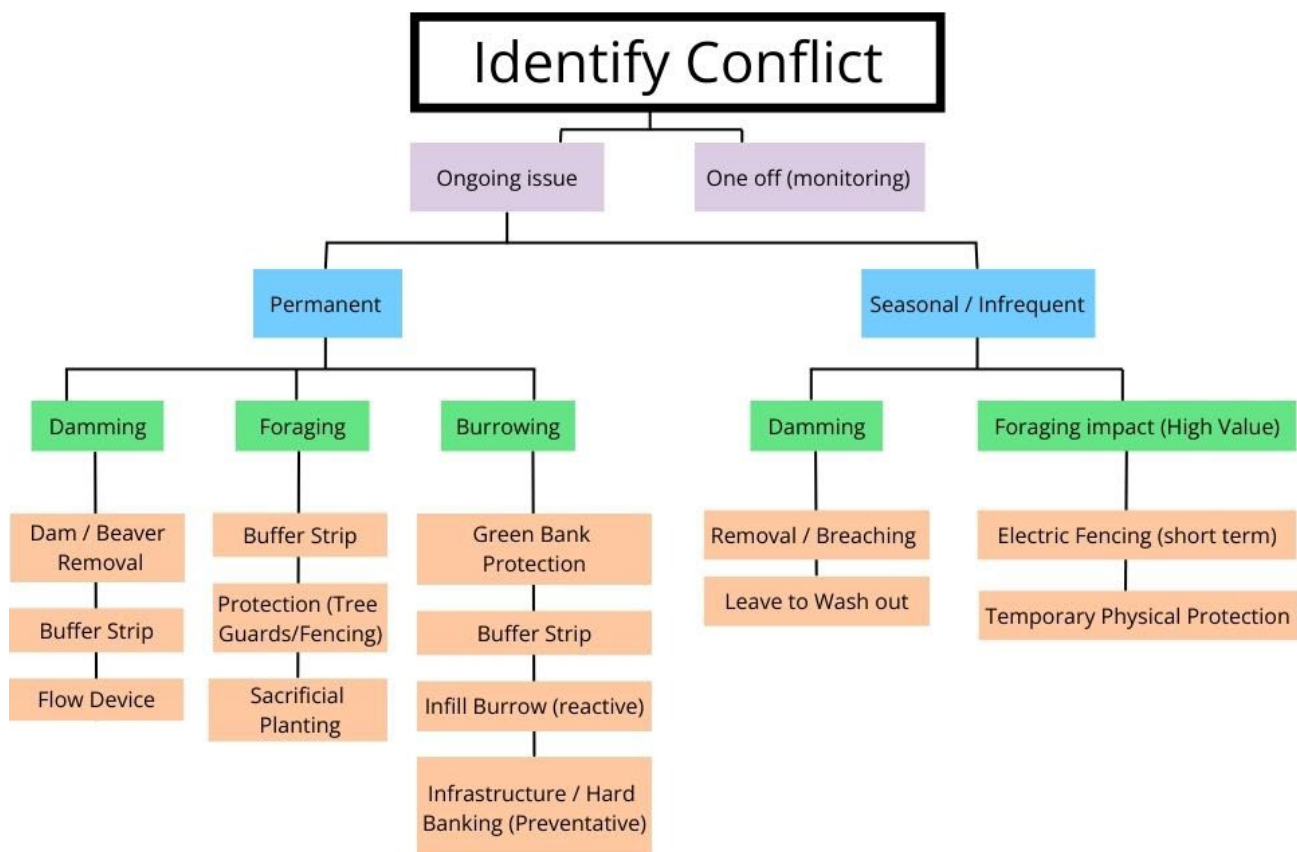 Identify Conflict
Ongoing issue
One off (monitoring)
Permanent
Seasonal / Infrequent
Damming
Foraging
Burrowing
Damming
Foraging impact (High Value)
Dam / Beaver
Removal
Buffer Strip
Flow Device
Buffer Strip
Protection (Tree
Guards/Fencing)
Sacrificial
Planting
Green Bank
Protection
Buffer Strip
Infill Burrow (reactive)
Infrastructure / Hard
Banking (Preventative)
Removal / Breaching
Leave to Wash out
Electric Fencing (short term)
Temporary Physical Protection